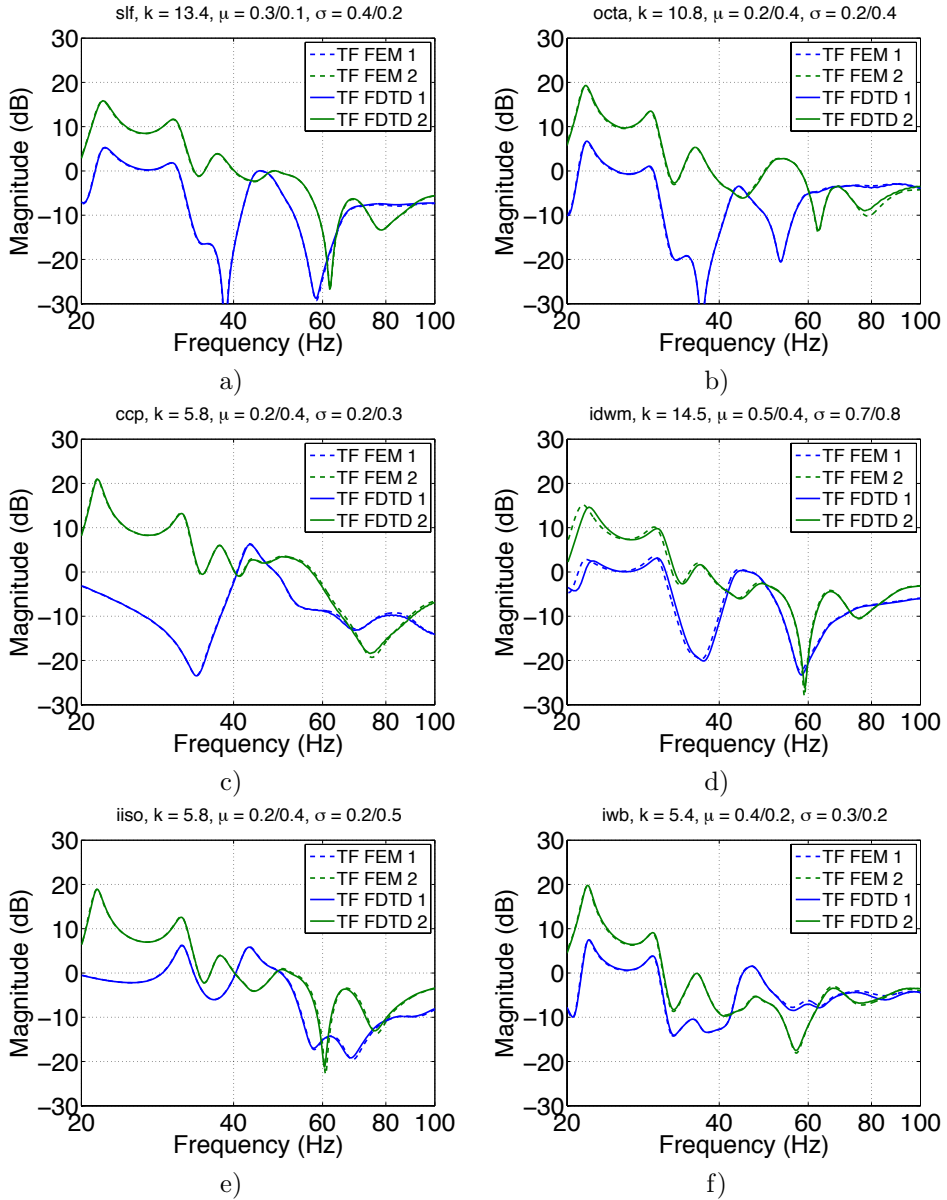 slf, k = 13.4, μ = 0.3/0.1, σ = 0.4/0.2
30
20
10
0
−10
−20
−30
Magnitude (dB)
TF FEM 1
TF FEM 2
TF FDTD 1
TF FDTD 2
20 40 60 80 100
Frequency (Hz)
a)
octa, k = 10.8, μ = 0.2/0.4, σ = 0.2/0.4
30
20
10
0
−10
−20
−30
Magnitude (dB)
TF FEM 1
TF FEM 2
TF FDTD 1
TF FDTD 2
20 40 60 80 100
Frequency (Hz)
b)
ccp, k = 5.8, μ = 0.2/0.4, σ = 0.2/0.3
30
20
10
0
−10
−20
−30
Magnitude (dB)
TF FEM 1
TF FEM 2
TF FDTD 1
TF FDTD 2
20 40 60 80 100
Frequency (Hz)
c)
idwm, k = 14.5, μ = 0.5/0.4, σ = 0.7/0.8
30
20
10
0
−10
−20
−30
Magnitude (dB)
TF FEM 1
TF FEM 2
TF FDTD 1
TF FDTD 2
20 40 60 80 100
Frequency (Hz)
d)
iiso, k = 5.8, μ = 0.2/0.4, σ = 0.2/0.5
30
20
10
0
−10
−20
−30
Magnitude (dB)
TF FEM 1
TF FEM 2
TF FDTD 1
TF FDTD 2
20 40 60 80 100
Frequency (Hz)
e)
iwb, k = 5.4, μ = 0.4/0.2, σ = 0.3/0.2
30
20
10
0
−10
−20
−30
Magnitude (dB)
TF FEM 1
TF FEM 2
TF FDTD 1
TF FDTD 2
20 40 60 80 100
Frequency (Hz)
f)